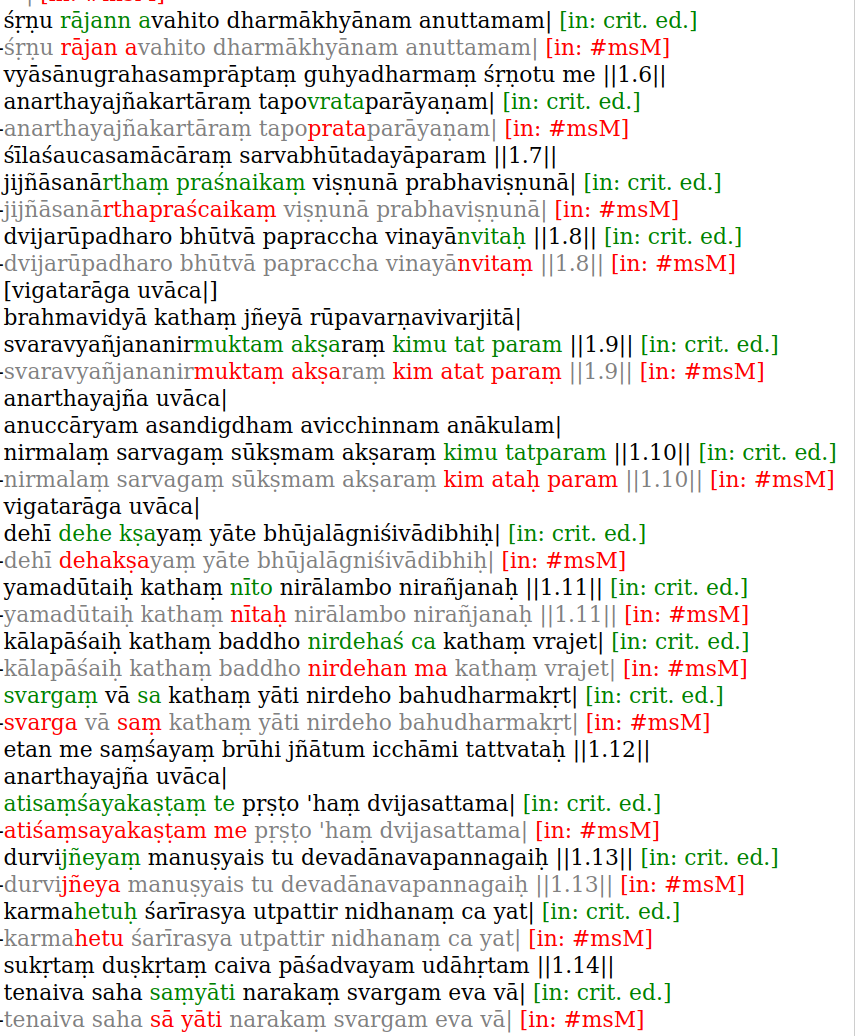 śṛṇu rājann avahito dharmākhyānam anuttamam| [in: crit. ed.]
-śṛṇu rājan avahito dharmākhyānam anuttamam| [in: #msM]
vyāsānugrahasamprāptaṃ guhyadharmaṃ śṛṇotu me ||1.6||
anarthayajñakartāraṃ tapovrataparāyaṇam| [in: crit. ed.]
-anarthayajñakartāraṃ tapoprataparāyaṇam| [in: #msM]
śīlaśaucasamācāraṃ sarvabhūtadayāparam ||1.7||
jijñāsanārthaṃ praśnaikaṃ viṣṇunā prabhaviṣṇunā| [in: crit. ed.]
-jijñāsanārthapraścaikaṃ viṣṇunā prabhaviṣṇunā| [in: #msM]
dvijarūpadharo bhūtvā papraccha vinayānvitaḥ ||1.8|| [in: crit. ed.]
-dvijarūpadharo bhūtvā papraccha vinayānvitaṃ ||1.8|| [in: #msM]
[vigatarāga uvāca|]
brahmavidyā kathaṃ jñeyā rūpavarṇavivarjitā|
svaravyañjananirmuktam akṣaraṃ kimu tat param ||1.9|| [in: crit. ed.]
-svaravyañjananirmuktaṃ akṣaraṃ kim atat paraṃ ||1.9|| [in: #msM]
anarthayajña uvāca|
anuccāryam asandigdham avicchinnam anākulam|
nirmalaṃ sarvagaṃ sūkṣmam akṣaraṃ kimu tatparam ||1.10|| [in: crit. ed.]
-nirmalaṃ sarvagaṃ sūkṣmam akṣaraṃ kim ataḥ param ||1.10|| [in: #msM]
vigatarāga uvāca|
dehī dehe kṣayaṃ yāte bhūjalāgniśivādibhiḥ| [in: crit. ed.]
-dehī dehakṣayaṃ yāte bhūjalāgniśivādibhiḥ| [in: #msM]
yamadūtaiḥ kathaṃ nīto nirālambo nirañjanaḥ ||1.11|| [in: crit. ed.]
-yamadūtaiḥ kathaṃ nītaḥ nirālambo nirañjanaḥ ||1.11|| [in: #msM]
kālapāśaiḥ kathaṃ baddho nirdehaś ca kathaṃ vrajet| [in: crit. ed.]
-kālapāśaiḥ kathaṃ baddho nirdehan ma kathaṃ vrajet| [in: #msM]
svargaṃ vā sa kathaṃ yāti nirdeho bahudharmakṛt| [in: crit. ed.]
-svarga vā saṃ kathaṃ yāti nirdeho bahudharmakṛt| [in: #msM]
etan me saṃśayaṃ brūhi jñātum icchāmi tattvataḥ ||1.12||
anarthayajña uvāca|
atisaṃśayakaṣṭaṃ te pṛṣṭo 'haṃ dvijasattama| [in: crit. ed.]
-atiśaṃsayakaṣṭam me pṛṣṭo 'haṃ dvijasattama| [in: #msM]
durvijñeyaṃ manuṣyais tu devadānavapannagaiḥ ||1.13|| [in: crit. ed.]
-durvijñeya manuṣyais tu devadānavapannagaiḥ ||1.13|| [in: #msM]
karmahetuḥ śarīrasya utpattir nidhanaṃ ca yat| [in: crit. ed.]
-karmahetu śarīrasya utpattir nidhanaṃ ca yat| [in: #msM]
sukṛtaṃ duṣkṛtaṃ caiva pāśadvayam udāhṛtam ||1.14||
tenaiva saha saṃyāti narakaṃ svargam eva vā| [in: crit. ed.]
-tenaiva saha sā yāti narakaṃ svargam eva vā| [in: #msM]